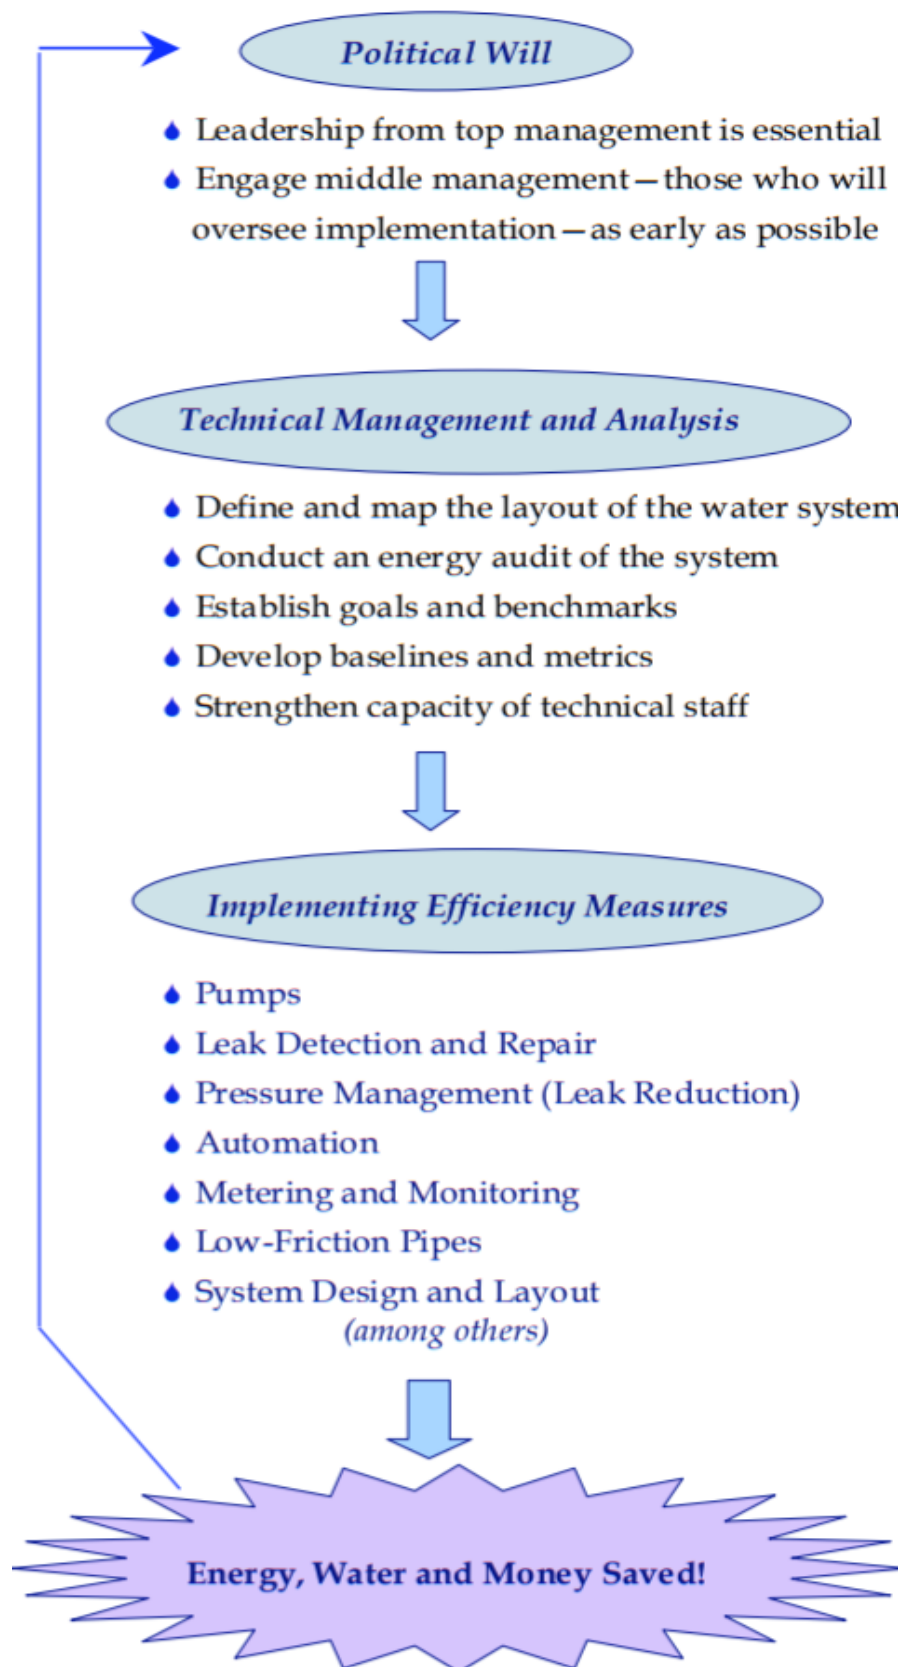 Political Will
Leadership from top management is essential
Engage middle management—those who will
oversee implementation—as early as possible
Technical Management and Analysis
Define and map the layout of the water system
Conduct an energy audit of the system
Establish goals and benchmarks
Develop baselines and metrics
Strengthen capacity of technical staff
Implementing Efficiency Measures
Pumps
Leak Detection and Repair
Pressure Management (Leak Reduction)
Automation
Metering and Monitoring
Low-Friction Pipes
System Design and Layout
(among others)
Energy, Water and Money Saved!